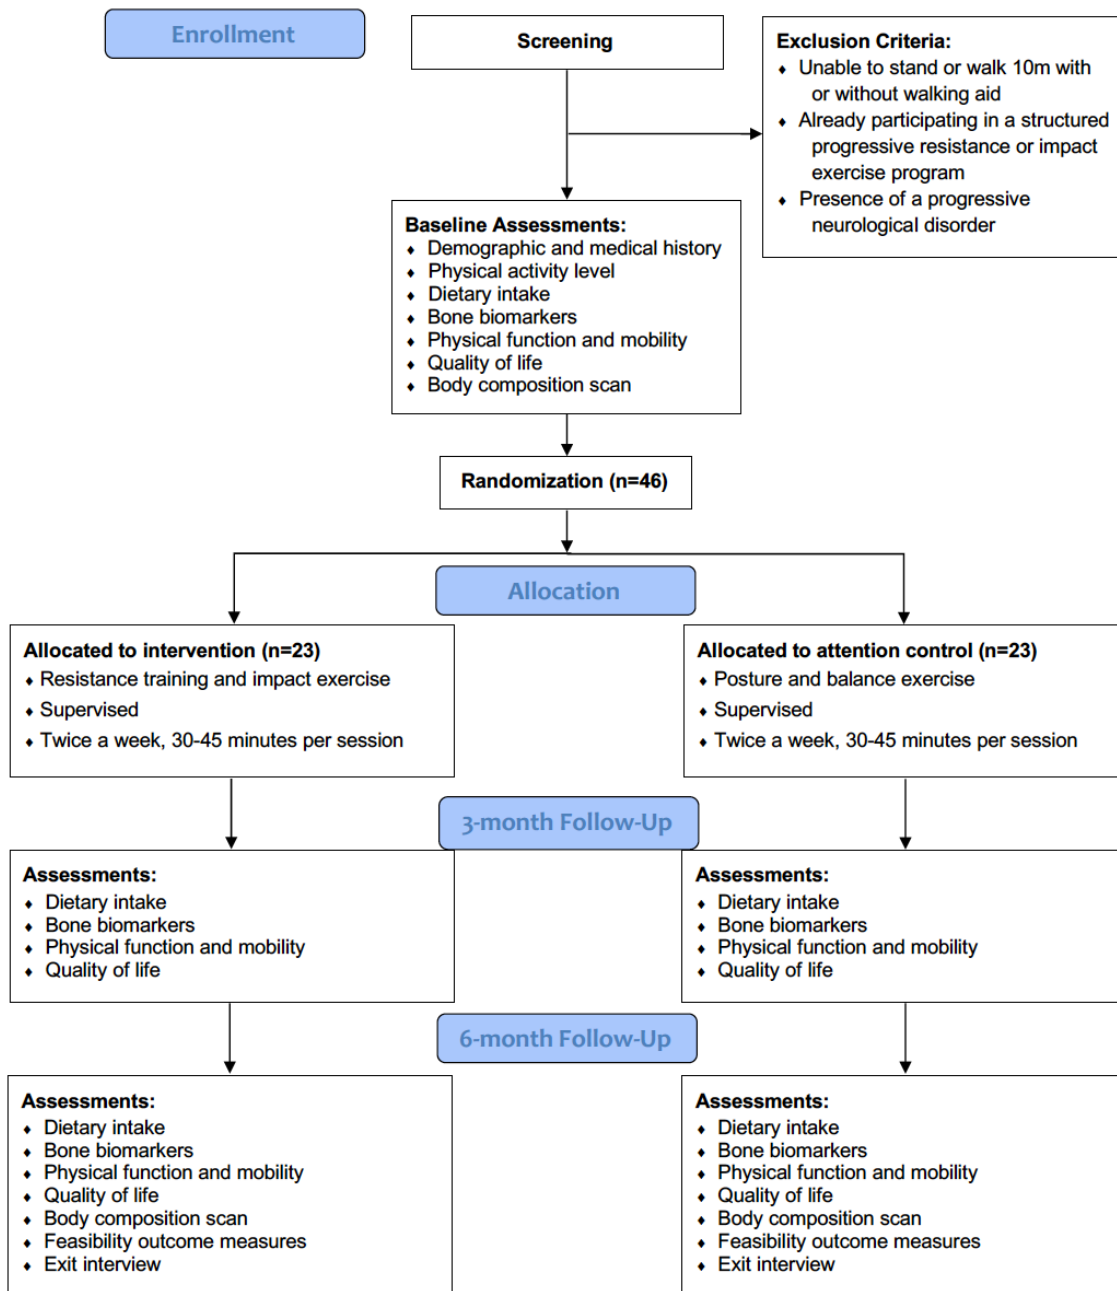 Enrollment
Screening
Exclusion Criteria:
♦ Unable to stand or walk 10m with
or without walking aid
♦ Already participating in a structured
progressive resistance or impact
exercise program
♦ Presence of a progressive
neurological disorder
Baseline Assessments:
♦ Demographic and medical history
♦ Physical activity level
♦ Dietary intake
♦ Bone biomarkers
♦ Physical function and mobility
♦ Quality of life
♦ Body composition scan
Randomization (n=46)
Allocation
Allocated to intervention (n=23)
♦ Resistance training and impact exercise
♦ Supervised
♦ Twice a week, 30-45 minutes per session
Allocated to attention control (n=23)
♦ Posture and balance exercise
♦ Supervised
♦ Twice a week, 30-45 minutes per session
3-month Follow-Up
Assessments:
♦ Dietary intake
♦ Bone biomarkers
♦ Physical function and mobility
♦ Quality of life
Assessments:
♦ Dietary intake
♦ Bone biomarkers
♦ Physical function and mobility
♦ Quality of life
6-month Follow-Up
Assessments:
♦ Dietary intake
♦ Bone biomarkers
♦ Physical function and mobility
♦ Quality of life
♦ Body composition scan
♦ Feasibility outcome measures
♦ Exit interview
Assessments:
♦ Dietary intake
♦ Bone biomarkers
♦ Physical function and mobility
♦ Quality of life
♦ Body composition scan
♦ Feasibility outcome measures
♦ Exit interview